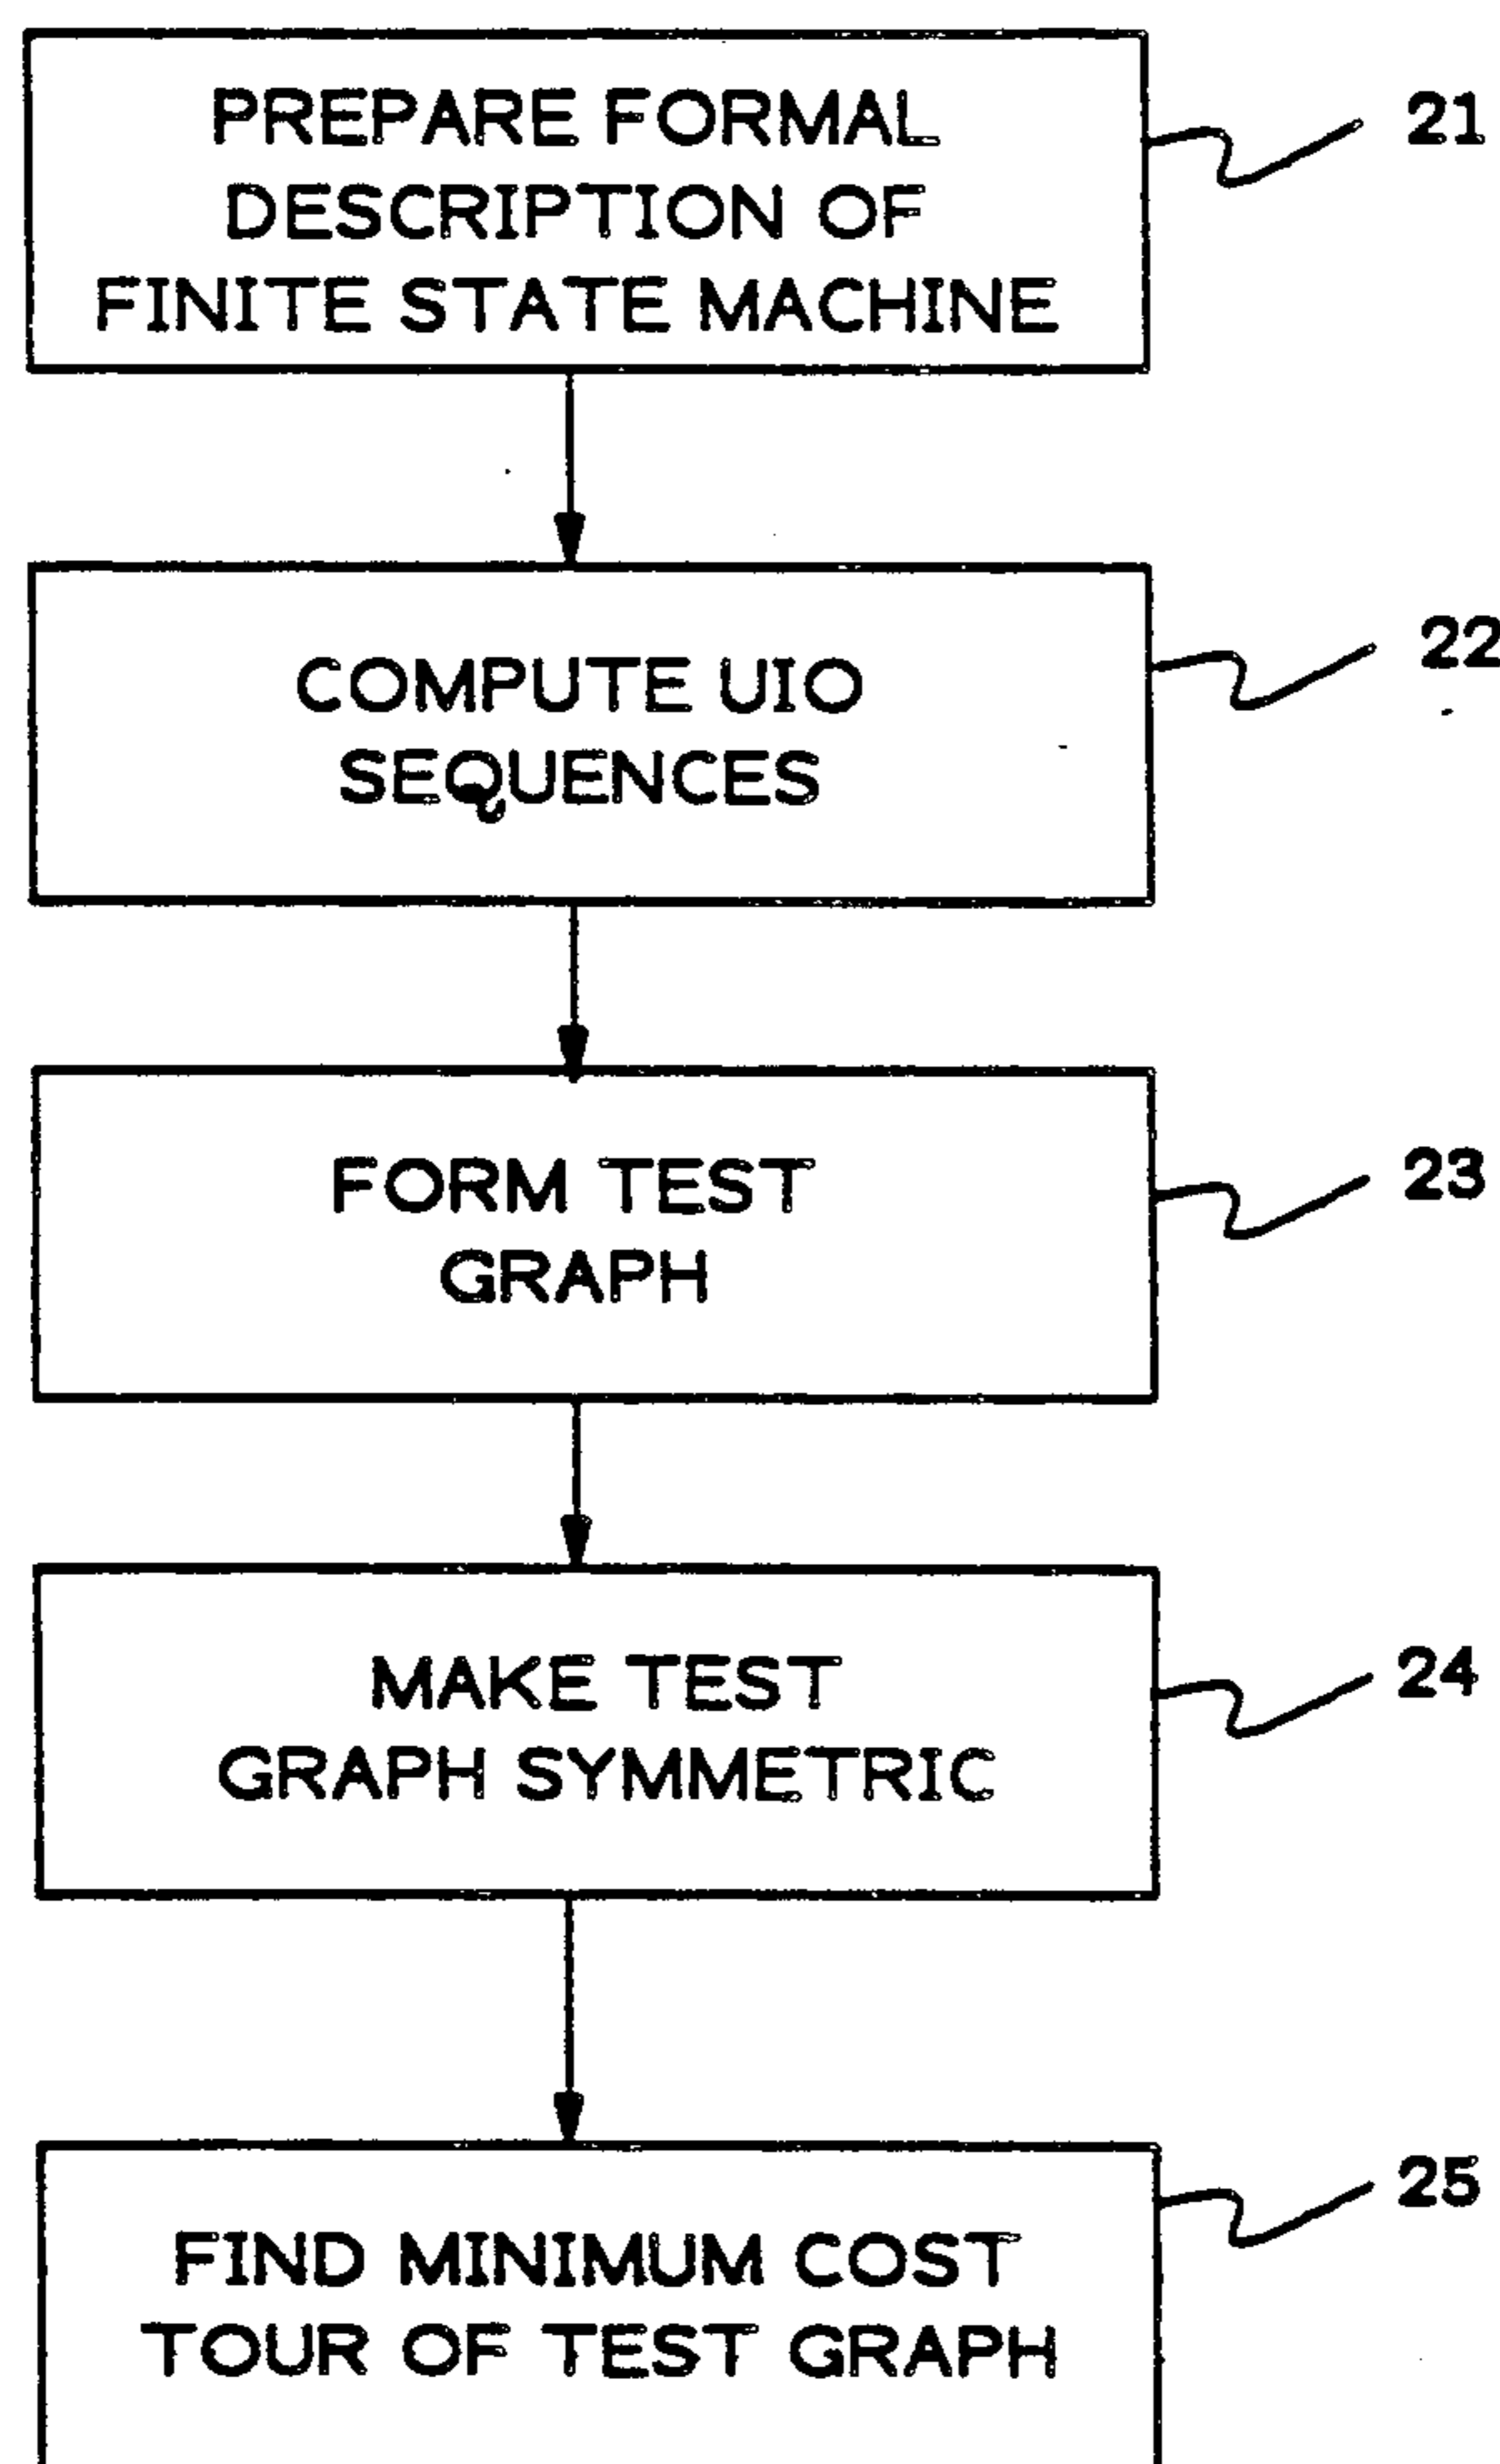 PREPARE FORMAL
DESCRIPTION OF
FINITE STATE MACHINE
21
COMPUTE UIO
SEQUENCES
22
FORM TEST
GRAPH
23
MAKE TEST
GRAPH SYMMETRIC
24
FIND MINIMUM COST
TOUR OF TEST GRAPH
25